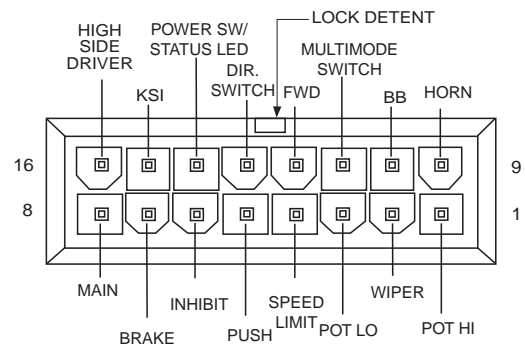 LOCK DETENT
HIGH
SIDE
DRIVER
POWER SW/
STATUS LED
MULTIMODE
SWITCH
DIR.
SWITCH
KSI
FWD
BB
HORN
16
9
8
1
MAIN
BRAKE
INHIBIT
PUSH
SPEED
LIMIT
POT LO
WIPER
POT HI